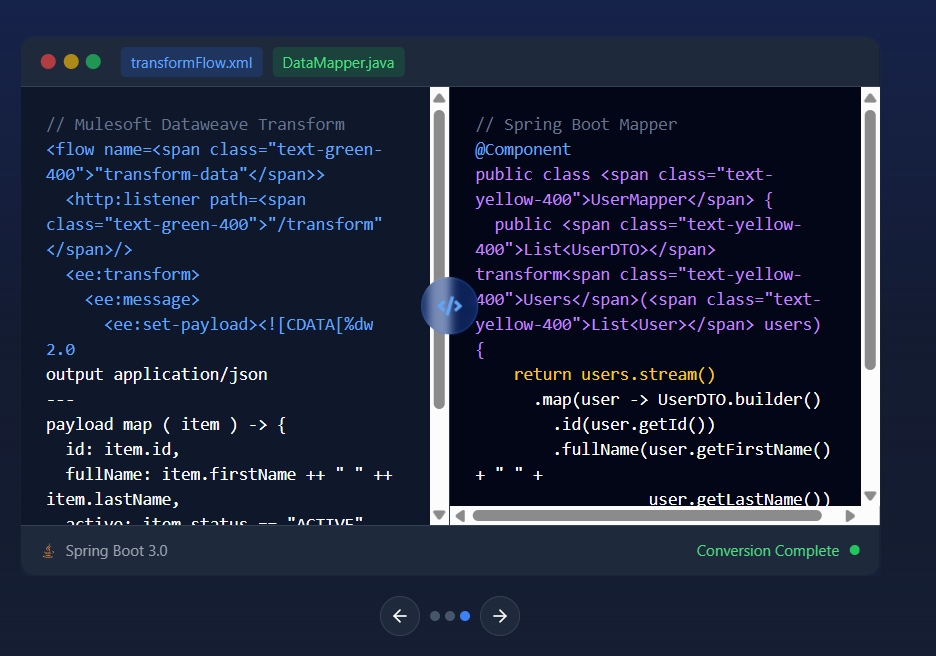 transformFlow.xml
DataMapper.java
// Mulesoft Dataweave Transform
<flow name=<span class="text-green-
400">"transform-data"</span>>
  <http:listener path=<span
class="text-green-400">"/transform"
</span>/>
    <ee:transform>
      <ee:message>
        <ee:set-payload><![CDATA[%dw
2.0
output application/json
---
payload map ( item ) -> {
  id: item.id,
  fullName: item.firstName ++ " " ++
item.lastName,
  active: item.status == "ACTIVE"
// Spring Boot Mapper
@Component
public class <span class="text-
yellow-400">UserMapper</span> {
  public <span class="text-yellow-
400">List<UserDTO></span>
transform<span class="text-yellow-
400">Users</span>(<span class="text-
yellow-400">List<User></span> users)
{
    return users.stream()
      .map(user -> UserDTO.builder()
        .id(user.getId())
        .fullName(user.getFirstName()
+ " " +
                  user.getLastName())
</>
Spring Boot 3.0
Conversion Complete